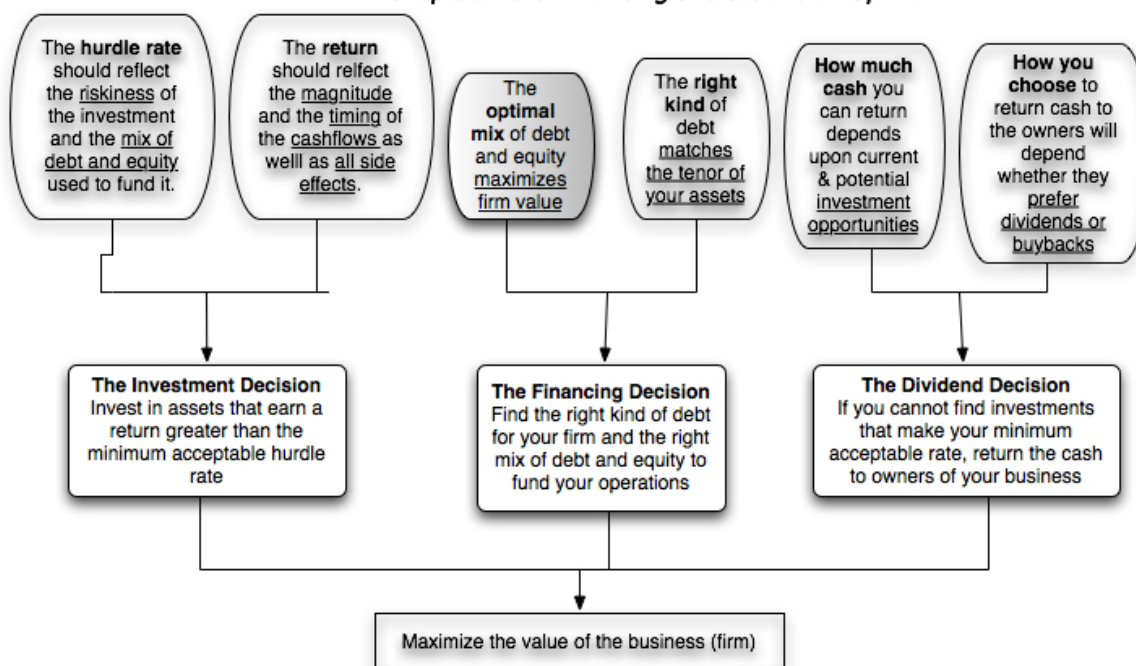 The hurdle rate
should reflect
the riskiness of
the investment
and the mix of
debt and equity
used to fund it.
The return
should relfect
the magnitude
and the timing of
the cashflows as
welll as all side
effects.
The
optimal
mix of debt
and equity
maximizes
firm value
The right
kind of
debt
matches
the tenor of
your assets
How much
cash you
can return
depends
upon current
& potential
investment
opportunities
How you
choose to
return cash to
the owners will
depend
whether they
prefer
dividends or
buybacks
The Investment Decision
Invest in assets that earn a
return greater than the
minimum acceptable hurdle
rate
The Financing Decision
Find the right kind of debt
for your firm and the right
mix of debt and equity to
fund your operations
The Dividend Decision
If you cannot find investments
that make your minimum
acceptable rate, return the cash
to owners of your business
Maximize the value of the business (firm)